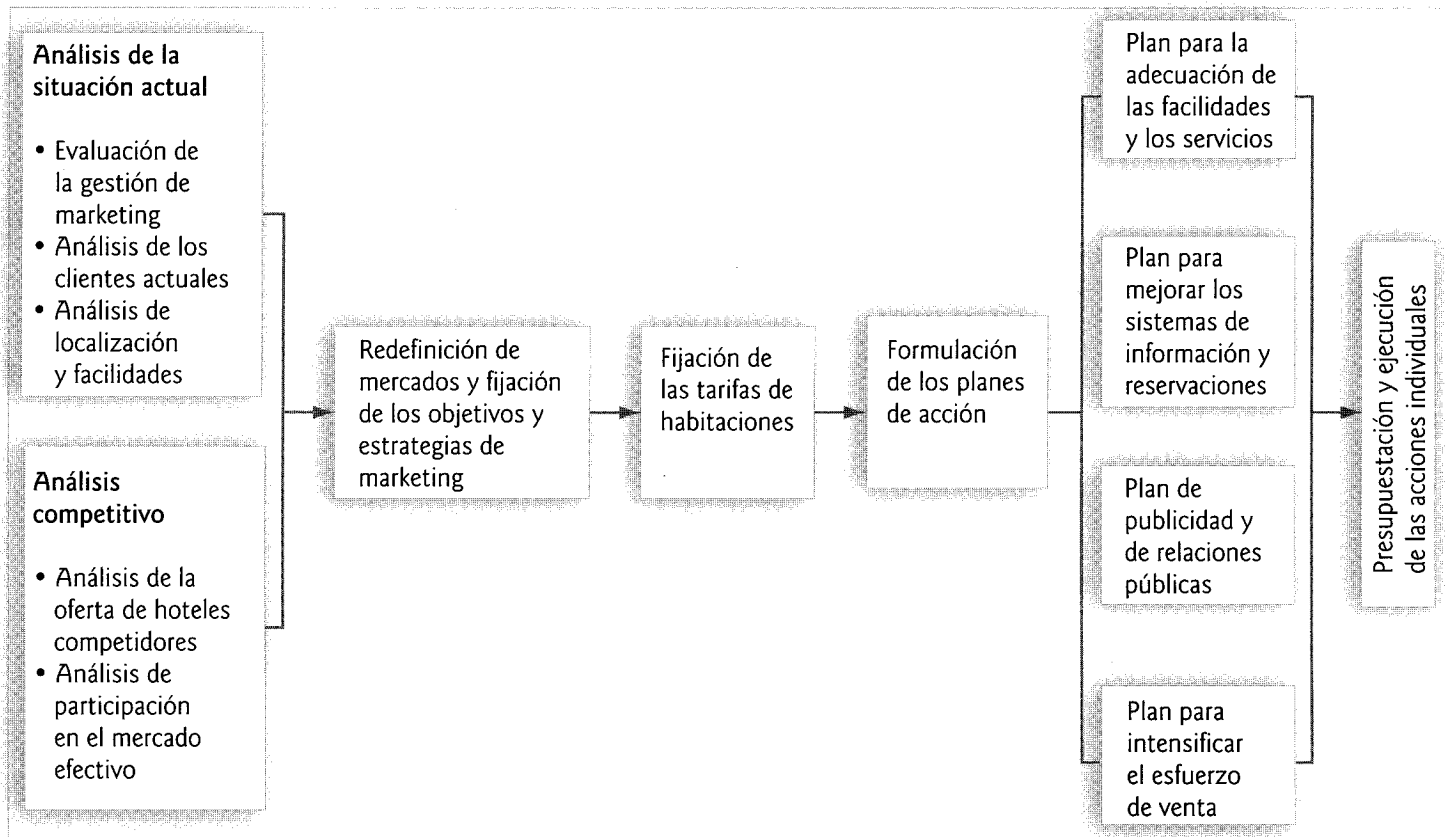 Análisis de la
situación actual
• Evaluación de
la gestión de
marketing
• Análisis de los
clientes actuales
• Análisis de
localización
y facilidades
Análisis
competitivo
• Análisis de la
oferta de hoteles
competidores
• Análisis de
participación
en el mercado
efectivo
Redefinición de
mercados y fijación
de los objetivos y
estrategias de
marketing
Fijación de
las tarifas de
habitaciones
Formulación
de los planes
de acción
Plan para la
adecuación de
las facilidades
y los servicios
Plan para
mejorar los
sistemas de
información y
reservaciones
Plan de
publicidad y
de relaciones
públicas
Plan para
intensificar
el esfuerzo
de venta
Presupuestación y ejecución
de las acciones individuales